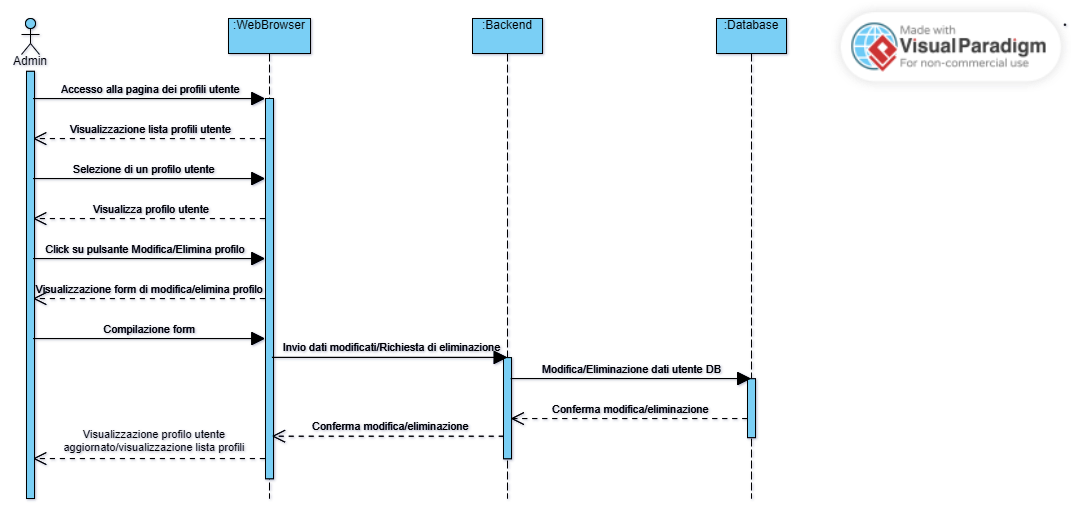 :WebBrowser
:Backend
:Database
Made with
Visual Paradigm
For non-commercial use
Admin
Accesso alla pagina dei profili utente
Visualizzazione lista profili utente
Selezione di un profilo utente
Visualizza profilo utente
Click su pulsante Modifica/Elimina profilo
Visualizzazione form di modifica/elimina profilo
Compilazione form
Invio dati modificati/Richiesta di eliminazione
Modifica/Eliminazione dati utente DB
Conferma modifica/eliminazione
Conferma modifica/eliminazione
Visualizzazione profilo utente
aggiornato/visualizzazione lista profili